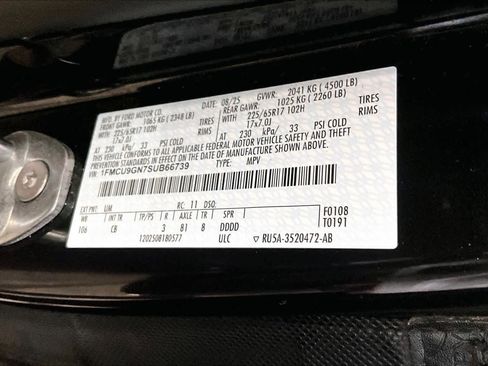 MFD. BY FORD MOTOR CO.
DATE: 08/25 GVWR: 2041 KG ( 4500 LB)
FRONT GAWR: 1065 KG ( 2348 LB) REAR GAWR: 1025 KG ( 2260 LB)
WITH 225/65R17 102H TIRES WITH 225/65R17 102H TIRES
17x7.0J RIMS 17x7.0J RIMS
AT 230 kPa/ 33 PSI COLD AT 230 kPa/ 33 PSI COLD
THIS VEHICLE CONFORMS TO ALL APPLICABLE FEDERAL MOTOR VEHICLE SAFETY AND THEFT
PREVENTION STANDARDS IN EFFECT ON THE DATE OF MANUFACTURE SHOWN ABOVE.
VIN: 1FMCU9GN7SUB66739 TYPE: MPV
EXT PNT: UM RC: 11 DSO:
WB TP/PS R AXLE TR SPR
106 CB 3 81 8 DDDD
F0108
T0191
1202508180577 ULC ▽ RU5A-3520472-AB